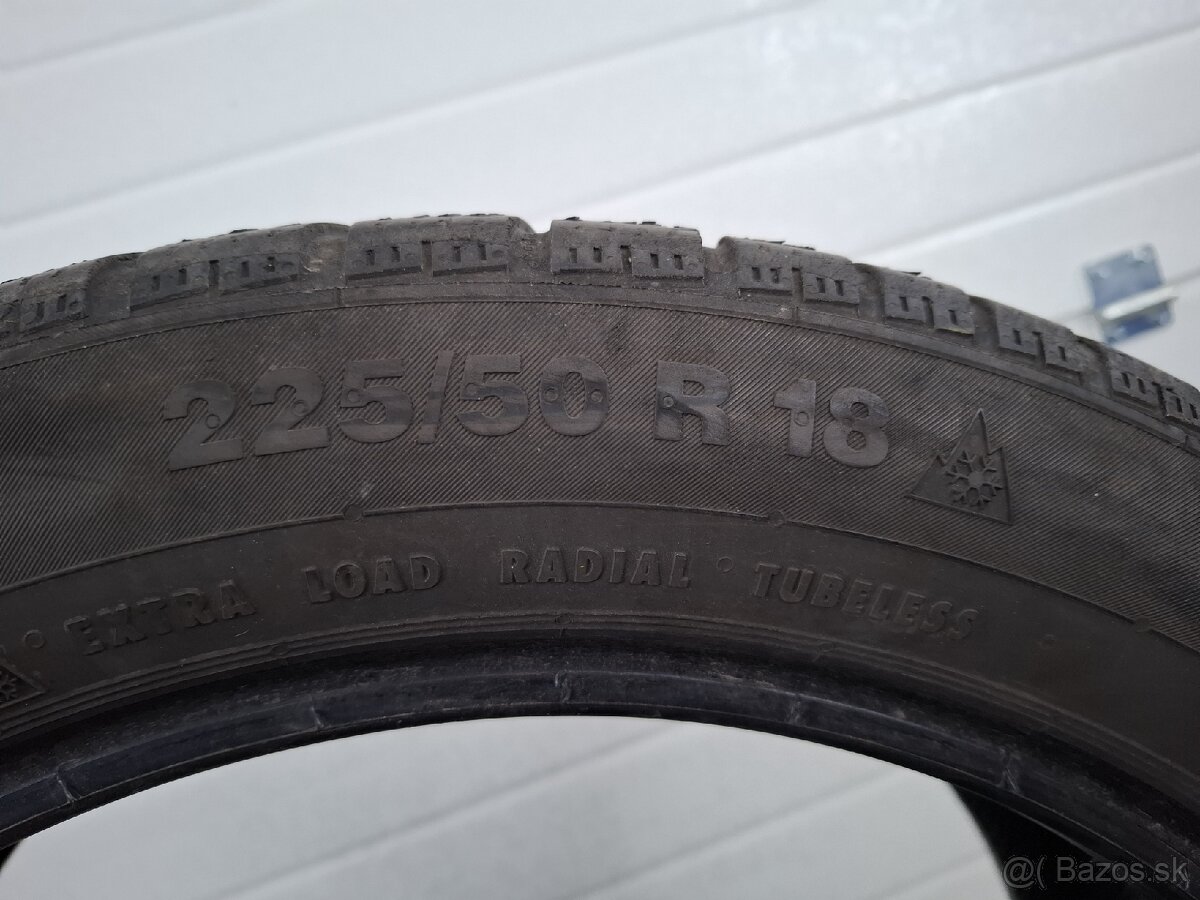 225/50 R 18
EXTRA LOAD RADIAL TUBELESS
@( Bazos.sk